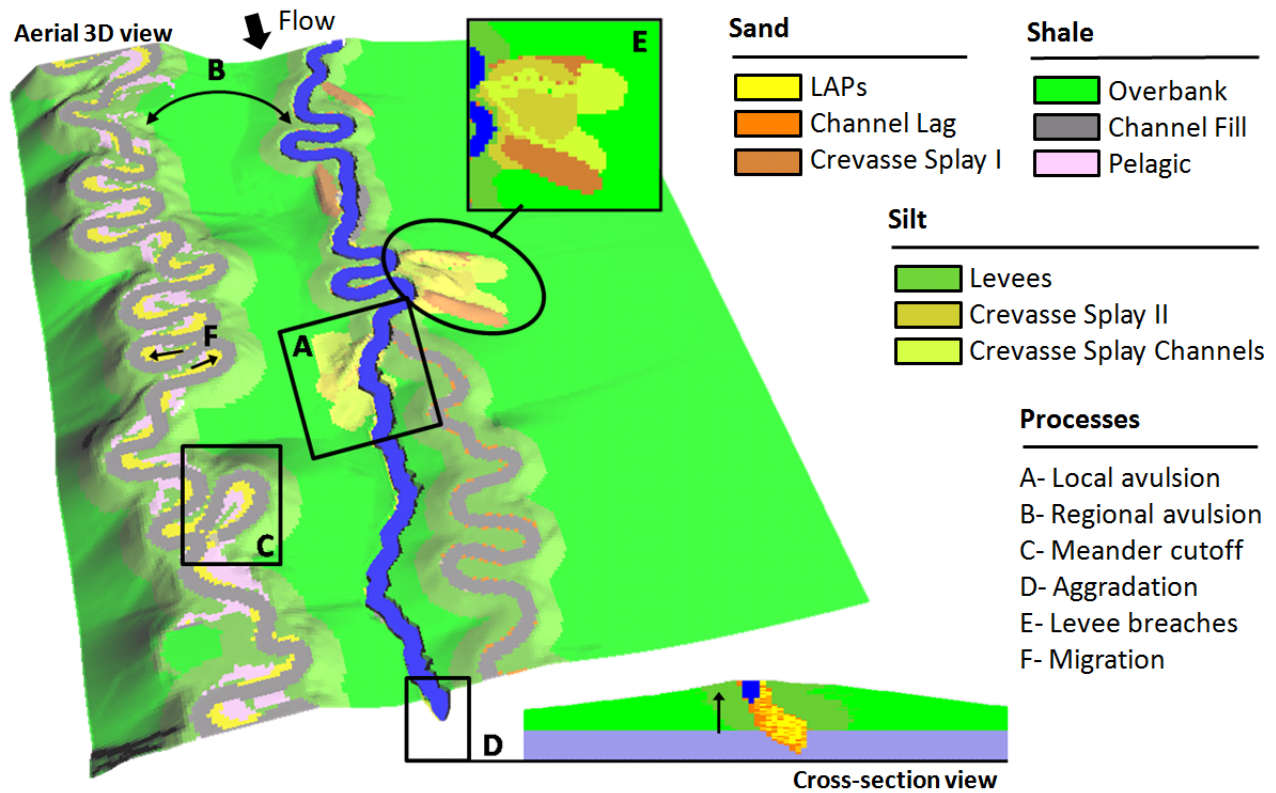 Aerial 3D view
Flow
B
E
F
A
C
D
Cross-section view
Sand
LAPs
Channel Lag
Crevasse Splay I
Shale
Overbank
Channel Fill
Pelagic
Silt
Levees
Crevasse Splay II
Crevasse Splay Channels
Processes
A- Local avulsion
B- Regional avulsion
C- Meander cutoff
D- Aggradation
E- Levee breaches
F- Migration